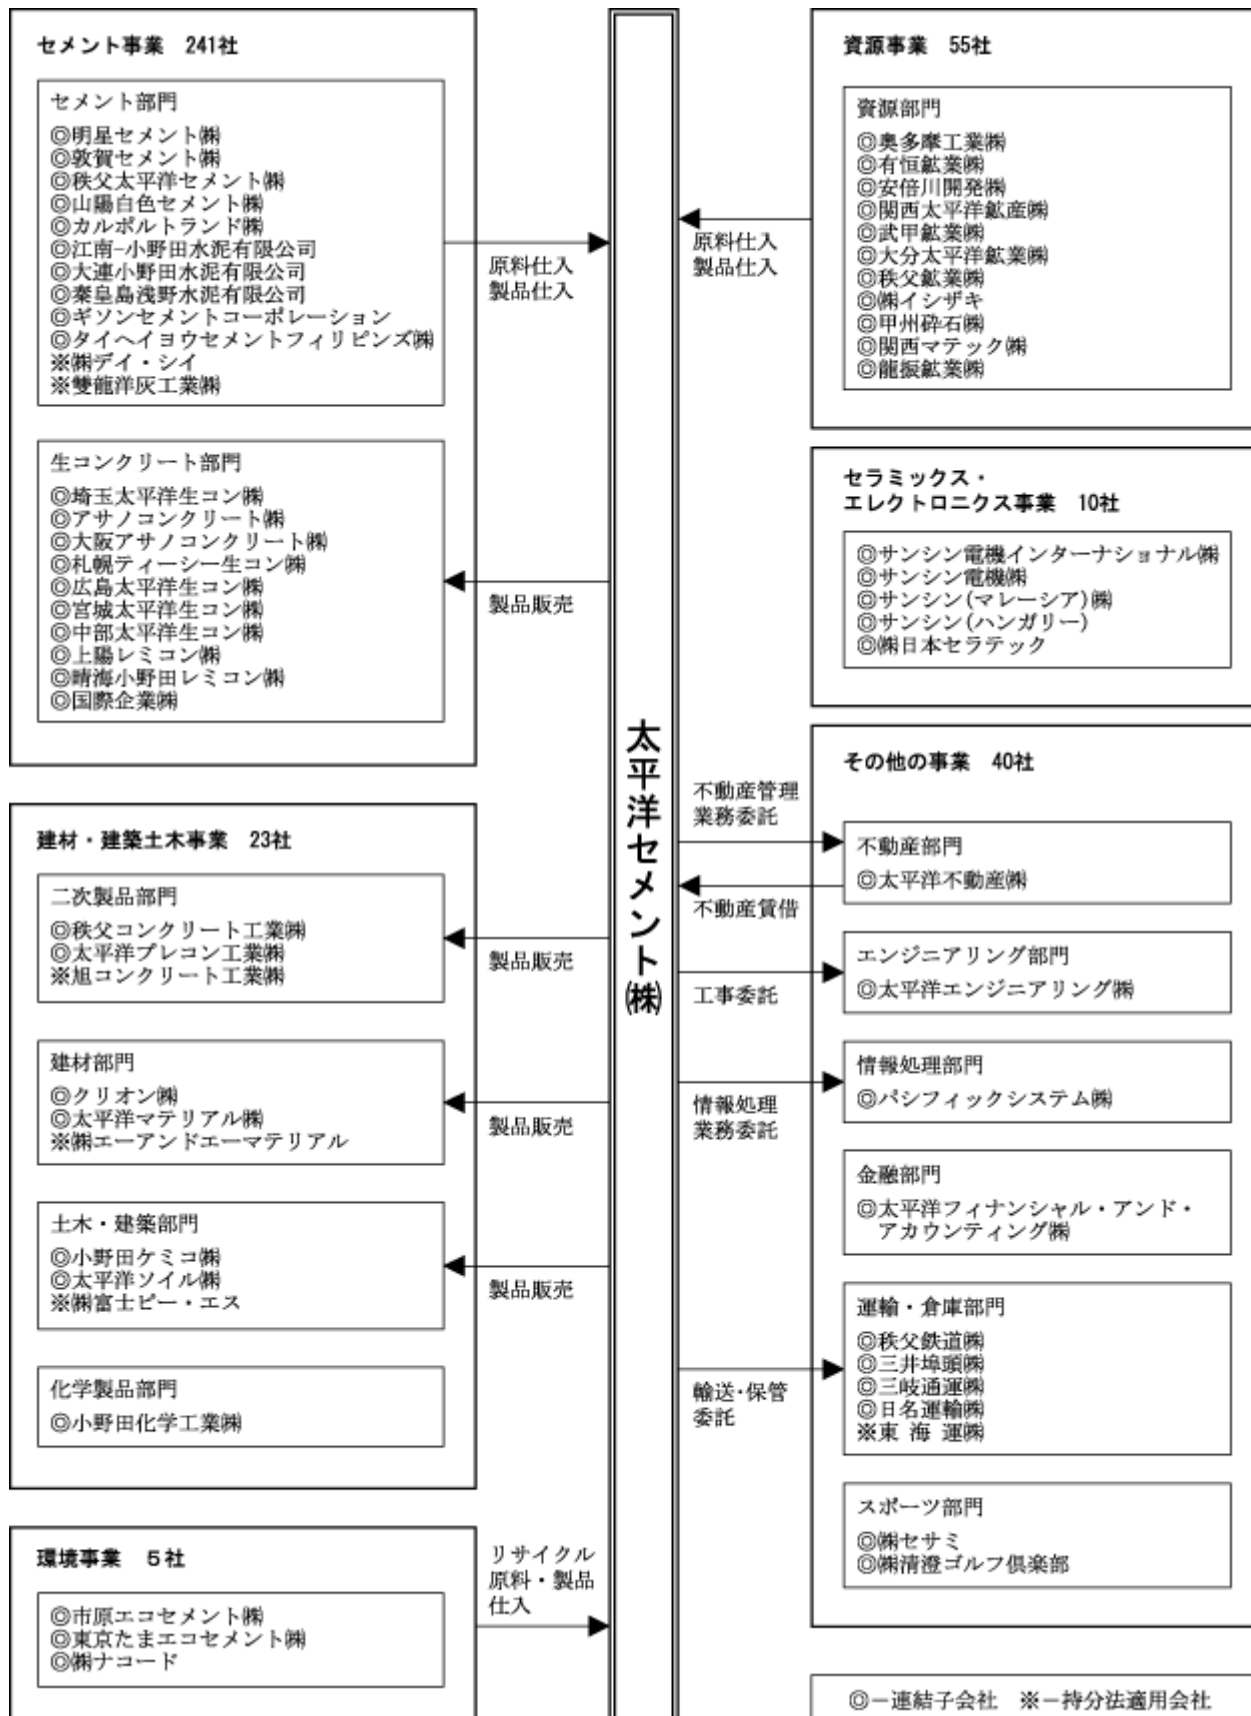 セメント事業 241社
セメント部門
◎明星セメント㈱
◎敦賀セメント㈱
◎秩父太平洋セメント㈱
◎山陽白色セメント㈱
◎カルポルトランド㈱
◎江南-小野田水泥有限公司
◎大連小野田水泥有限公司
◎秦皇島浅野水泥有限公司
◎ギソンセメントコーポレーション
◎タイヘイヨウセメントフィリピンズ㈱
※㈱デイ・シイ
※雙龍洋灰工業㈱
原料仕入
製品仕入
生コンクリート部門
◎埼玉太平洋生コン㈱
◎アサノコンクリート㈱
◎大阪アサノコンクリート㈱
◎札幌ティーシー生コン㈱
◎広島太平洋生コン㈱
◎宮城太平洋生コン㈱
◎中部太平洋生コン㈱
◎上陽レミコン㈱
◎晴海小野田レミコン㈱
◎国際企業㈱
製品販売
建材・建築土木事業 23社
二次製品部門
◎秩父コンクリート工業㈱
◎太平洋プレコン工業㈱
※旭コンクリート工業㈱
製品販売
建材部門
◎クリオン㈱
◎太平洋マテリアル㈱
※㈱エーアンドエーマテリアル
製品販売
土木・建築部門
◎小野田ケミコ㈱
◎太平洋ソイル㈱
※㈱富士ピー・エス
製品販売
化学製品部門
◎小野田化学工業㈱
環境事業 5社
◎市原エコセメント㈱
◎東京たまエコセメント㈱
◎㈱ナコード
リサイクル
原料・製品
仕入
太平洋セメント㈱
資源事業 55社
資源部門
◎奥多摩工業㈱
◎有恒鉱業㈱
◎安倍川開発㈱
◎関西太平洋鉱産㈱
◎武甲鉱業㈱
◎大分太平洋鉱業㈱
◎秩父鉱業㈱
◎㈱イシザキ
◎甲州砕石㈱
◎関西マテック㈱
◎龍振鉱業㈱
原料仕入
製品仕入
セラミックス・
エレクトロニクス事業 10社
◎サンシン電機インターナショナル㈱
◎サンシン電機㈱
◎サンシン(マレーシア)㈱
◎サンシン(ハンガリー)
◎㈱日本セラテック
その他の事業 40社
不動産管理
業務委託
不動産部門
◎太平洋不動産㈱
不動産賃借
エンジニアリング部門
◎太平洋エンジニアリング㈱
工事委託
情報処理部門
◎パシフィックシステム㈱
情報処理
業務委託
金融部門
◎太平洋フィナンシャル・アンド・
アカウンティング㈱
運輸・倉庫部門
◎秩父鉄道㈱
◎三井埠頭㈱
◎三岐通運㈱
◎日名運輸㈱
※東 海 運㈱
輸送・保管
委託
スポーツ部門
◎㈱セサミ
◎㈱清澄ゴルフ倶楽部
◎－連結子会社 ※－持分法適用会社